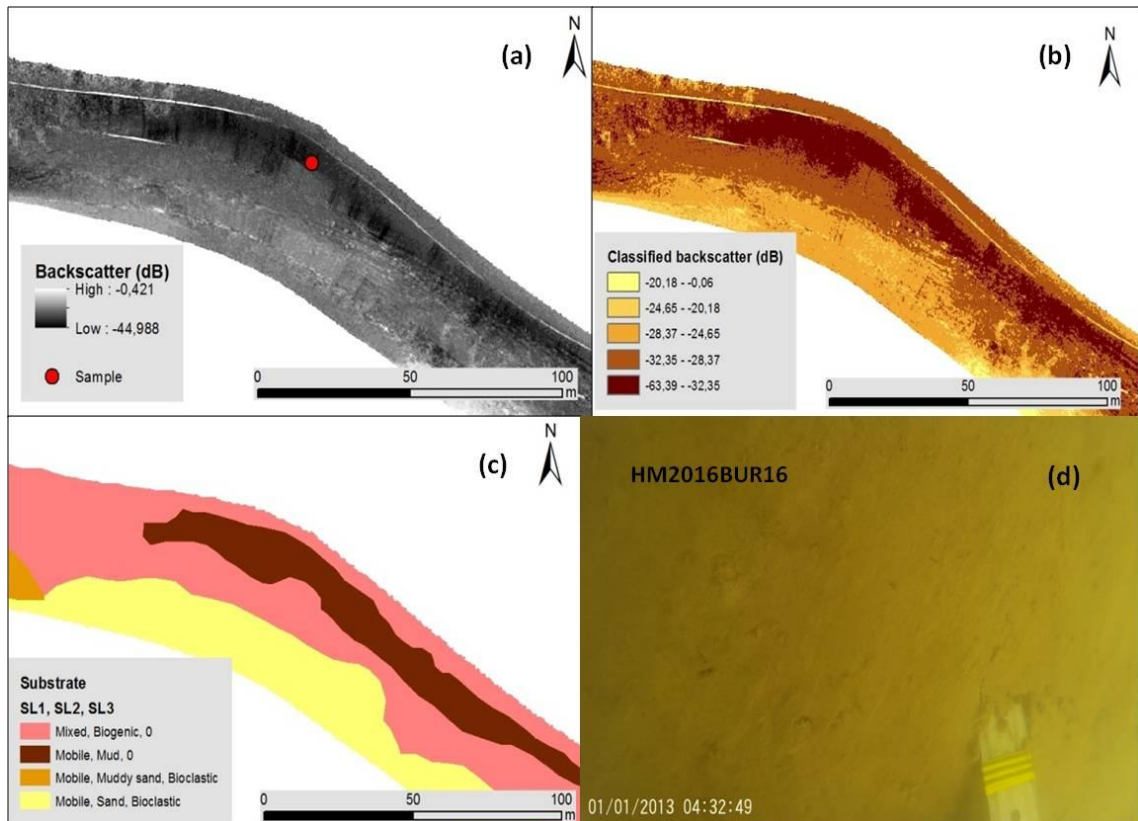 N
(a)
Backscatter (dB)
High : -0,421
Low : -44,988
Sample
0 50 100
m
N
(b)
Classified backscatter (dB)
-20,18 - -0,06
-24,65 - -20,18
-28,37 - -24,65
-32,35 - -28,37
-63,39 - -32,35
0 50 100
m
N
(c)
Substrate
SL1, SL2, SL3
Mixed, Biogenic, 0
Mobile, Mud, 0
Mobile, Muddy sand, Bioclastic
Mobile, Sand, Bioclastic
0 50 100
m
HM2016BUR16
(d)
01/01/2013 04:32:49